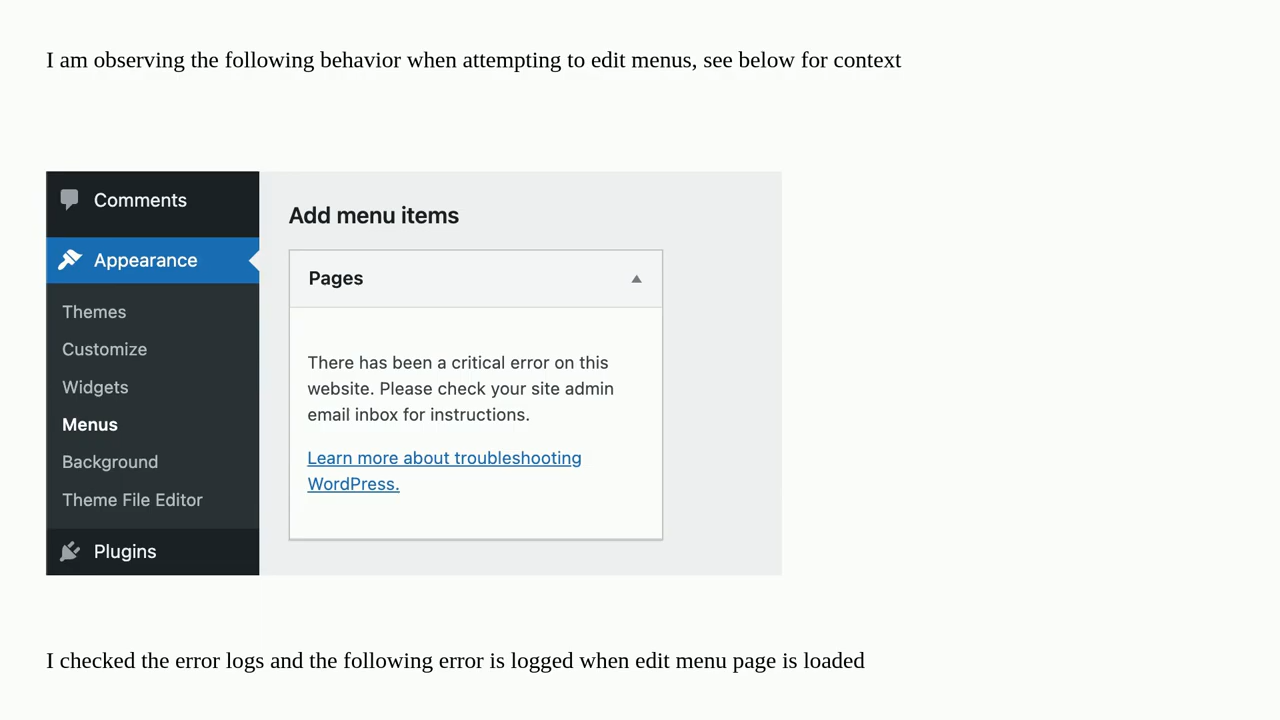 I am observing the following behavior when attempting to edit menus, see below for context
Comments
Appearance
Themes
Customize
Widgets
Menus
Background
Theme File Editor
Plugins
Add menu items
Pages
There has been a critical error on this
website. Please check your site admin
email inbox for instructions.
Learn more about troubleshooting
WordPress.
I checked the error logs and the following error is logged when edit menu page is loaded